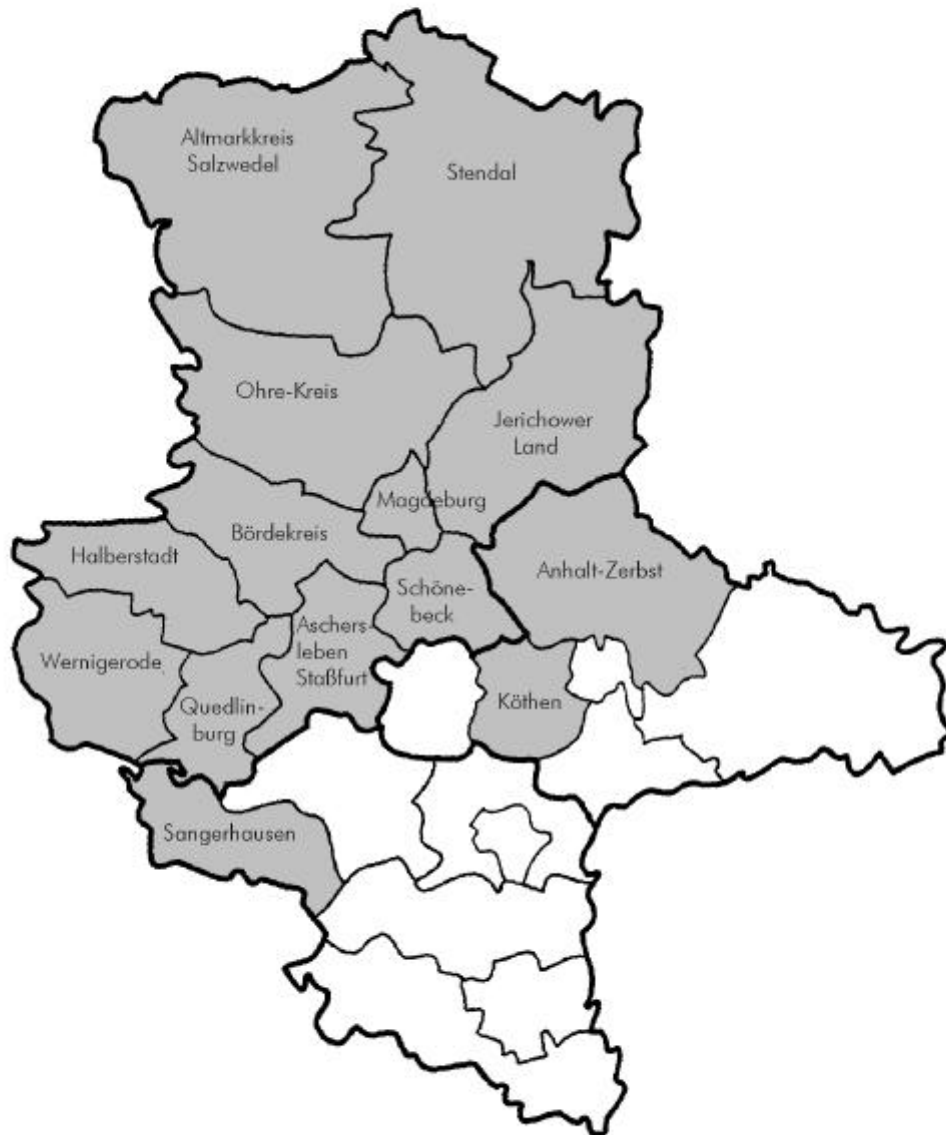 Altmarkkreis
Salzwedel
Stendal
Ohre-Kreis
Jerichower
Land
Magdeburg
Bördekreis
Halberstadt
Anhalt-Zerbst
Schöne-
beck
Aschers-
leben
Staßfurt
Wernigerode
Quedlin-
burg
Köthen
Sangerhausen